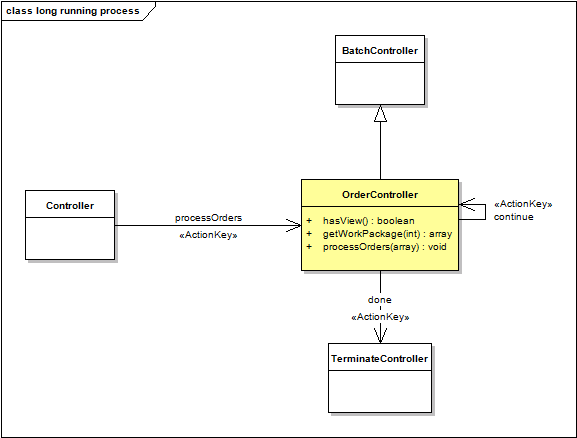 class long running process
BatchController
OrderController
+ hasView() : boolean
+ getWorkPackage(int) : array
+ processOrders(array) : void
Controller
processOrders
«ActionKey»
«ActionKey»
continue
done
«ActionKey»
TerminateController